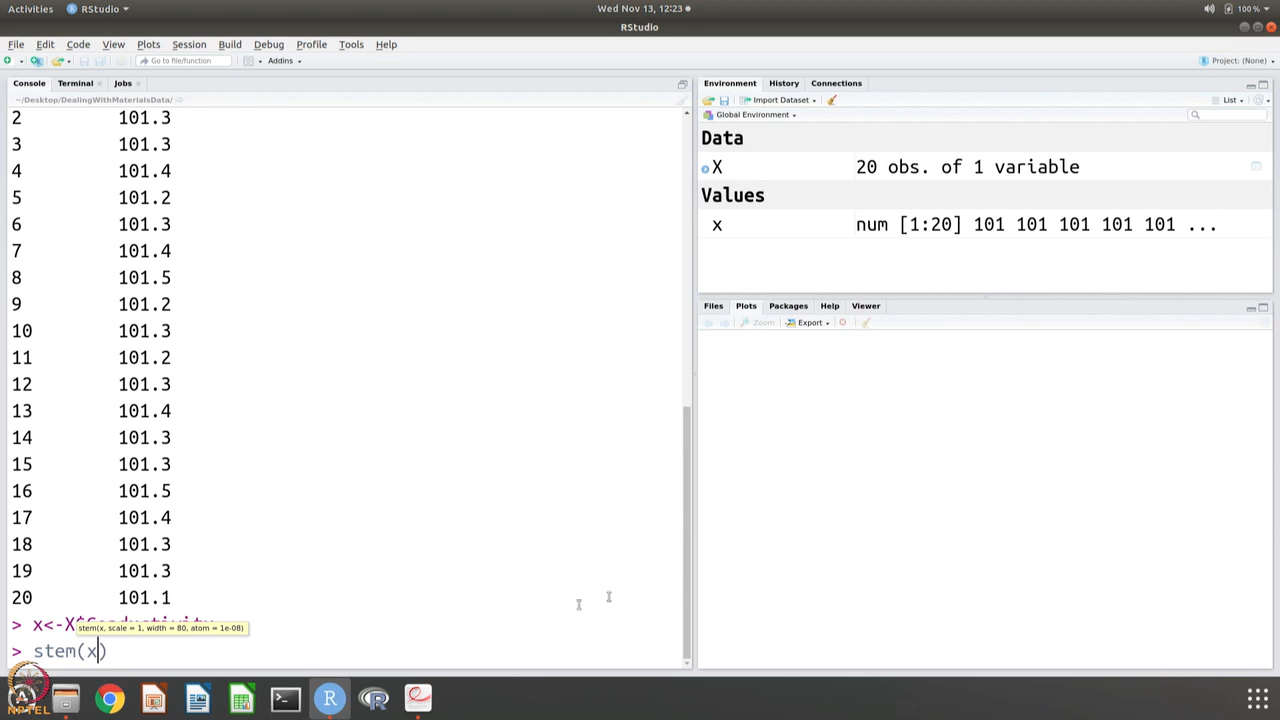 Activities RStudio Wed Nov 13, 12:23 100 %
RStudio
File Edit Code View Plots Session Build Debug Profile Tools Help
Go to file/function Addins Project: (None)
Console Terminal Jobs
~/Desktop/DealingWithMaterialsData/
2 101.3
3 101.3
4 101.4
5 101.2
6 101.3
7 101.4
8 101.5
9 101.2
10 101.3
11 101.2
12 101.3
13 101.4
14 101.3
15 101.3
16 101.5
17 101.4
18 101.3
19 101.3
20 101.1
> x<-X$Conductivity
stem(x, scale = 1, width = 80, atom = 1e-08)
> stem(x)
Environment History Connections
Import Dataset List
Global Environment
Data
X 20 obs. of 1 variable
Values
x num [1:20] 101 101 101 101 101 ...
Files Plots Packages Help Viewer
Zoom Export
NPTEL